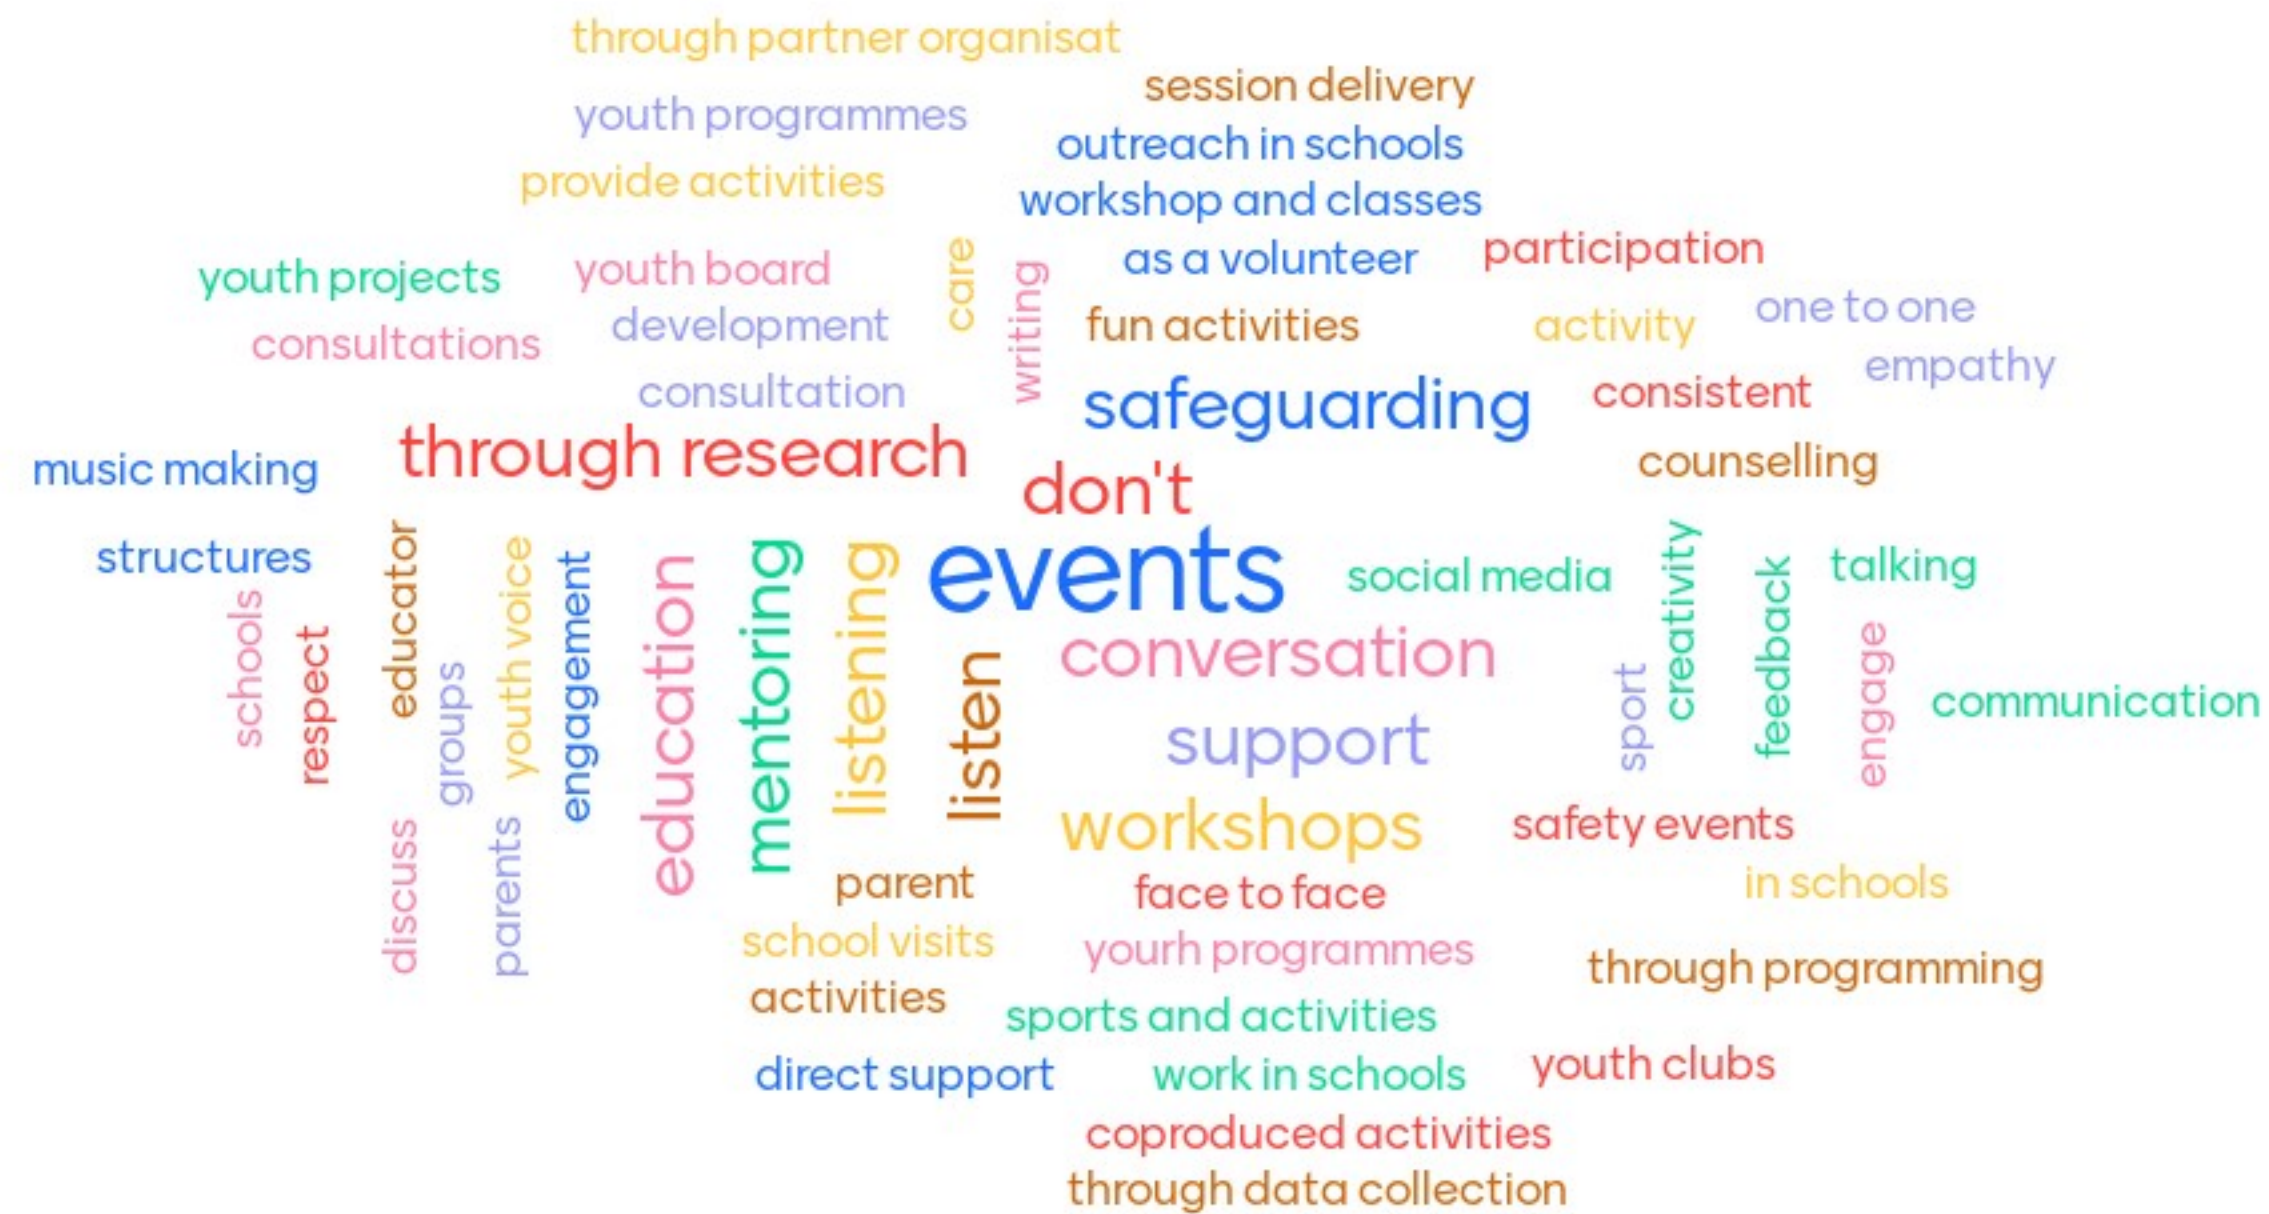 through partner organisat
session delivery
youth programmes
outreach in schools
provide activities
workshop and classes
care
participation
as a volunteer
youth projects
youth board
writing
one to one
development
fun activities
activity
consultations
empathy
consultation
safeguarding
consistent
through research
music making
don't
counselling
structures
educator
youth voice
engagement
education
mentoring
listening
events
social media
creativity
feedback
talking
schools
respect
groups
listen
conversation
sport
engage
communication
support
discuss
parents
workshops
safety events
parent
face to face
in schools
school visits
yourh programmes
through programming
activities
sports and activities
direct support
work in schools
youth clubs
coproduced activities
through data collection